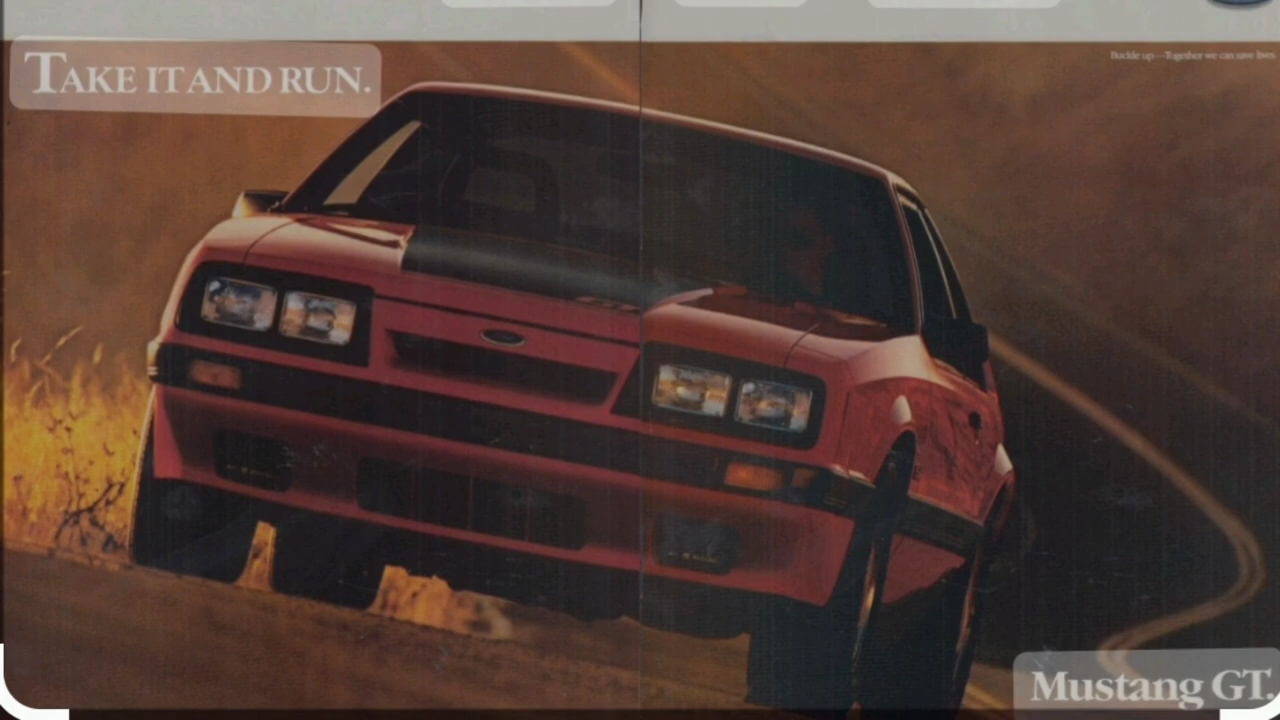 TAKE IT AND RUN.
Buckle up—Together we can save lives
Mustang GT.